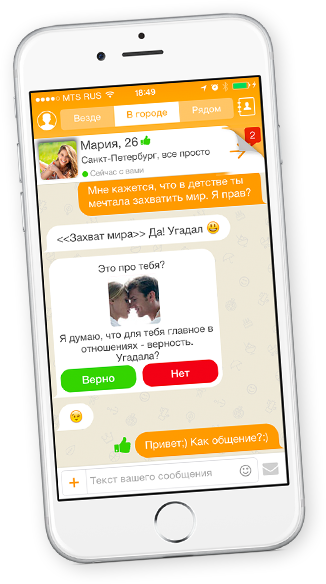 MTS RUS 18:49
Везде В городе Рядом
Мария, 26
2
Санкт-Петербург, все просто
Сейчас с вами
Мне кажется, что в детстве ты
мечтала захватить мир. Я прав?
<<Захват мира>> Да! Угадал
Это про тебя?
Я думаю, что для тебя главное в
отношениях - верность.
Угадала?
Верно Нет
Привет;) Как общение?:)
Текст вашего сообщения